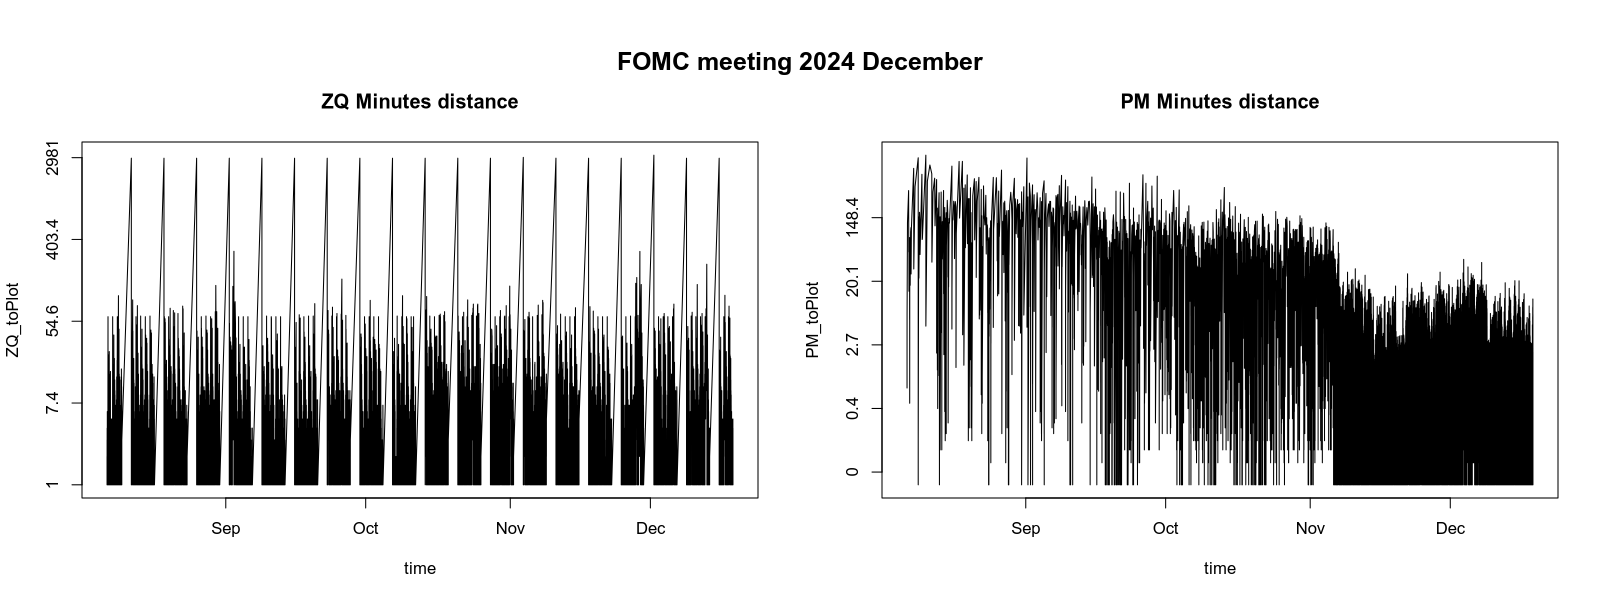 FOMC meeting 2024 December
ZQ Minutes distance
ZQ_toPlot
2981
403.4
54.6
7.4
1
Sep Oct Nov Dec
time
PM Minutes distance
PM_toPlot
148.4
20.1
2.7
0.4
0
Sep Oct Nov Dec
time